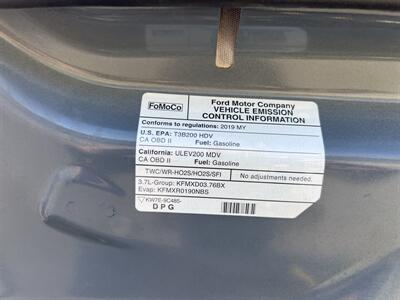 FoMoCo
Ford Motor Company
VEHICLE EMISSION
CONTROL INFORMATION
Conforms to regulations: 2019 MY
U.S. EPA: T3B200 HDV
CA OBD II Fuel: Gasoline
California: ULEV200 MDV
CA OBD II Fuel: Gasoline
TWC/WR-HO2S/HO2S/SFI No adjustments needed.
3.7L-Group: KFMXD03.76BX
Evap: KFMXR0190NBS
KW7E-9C485-
DPG